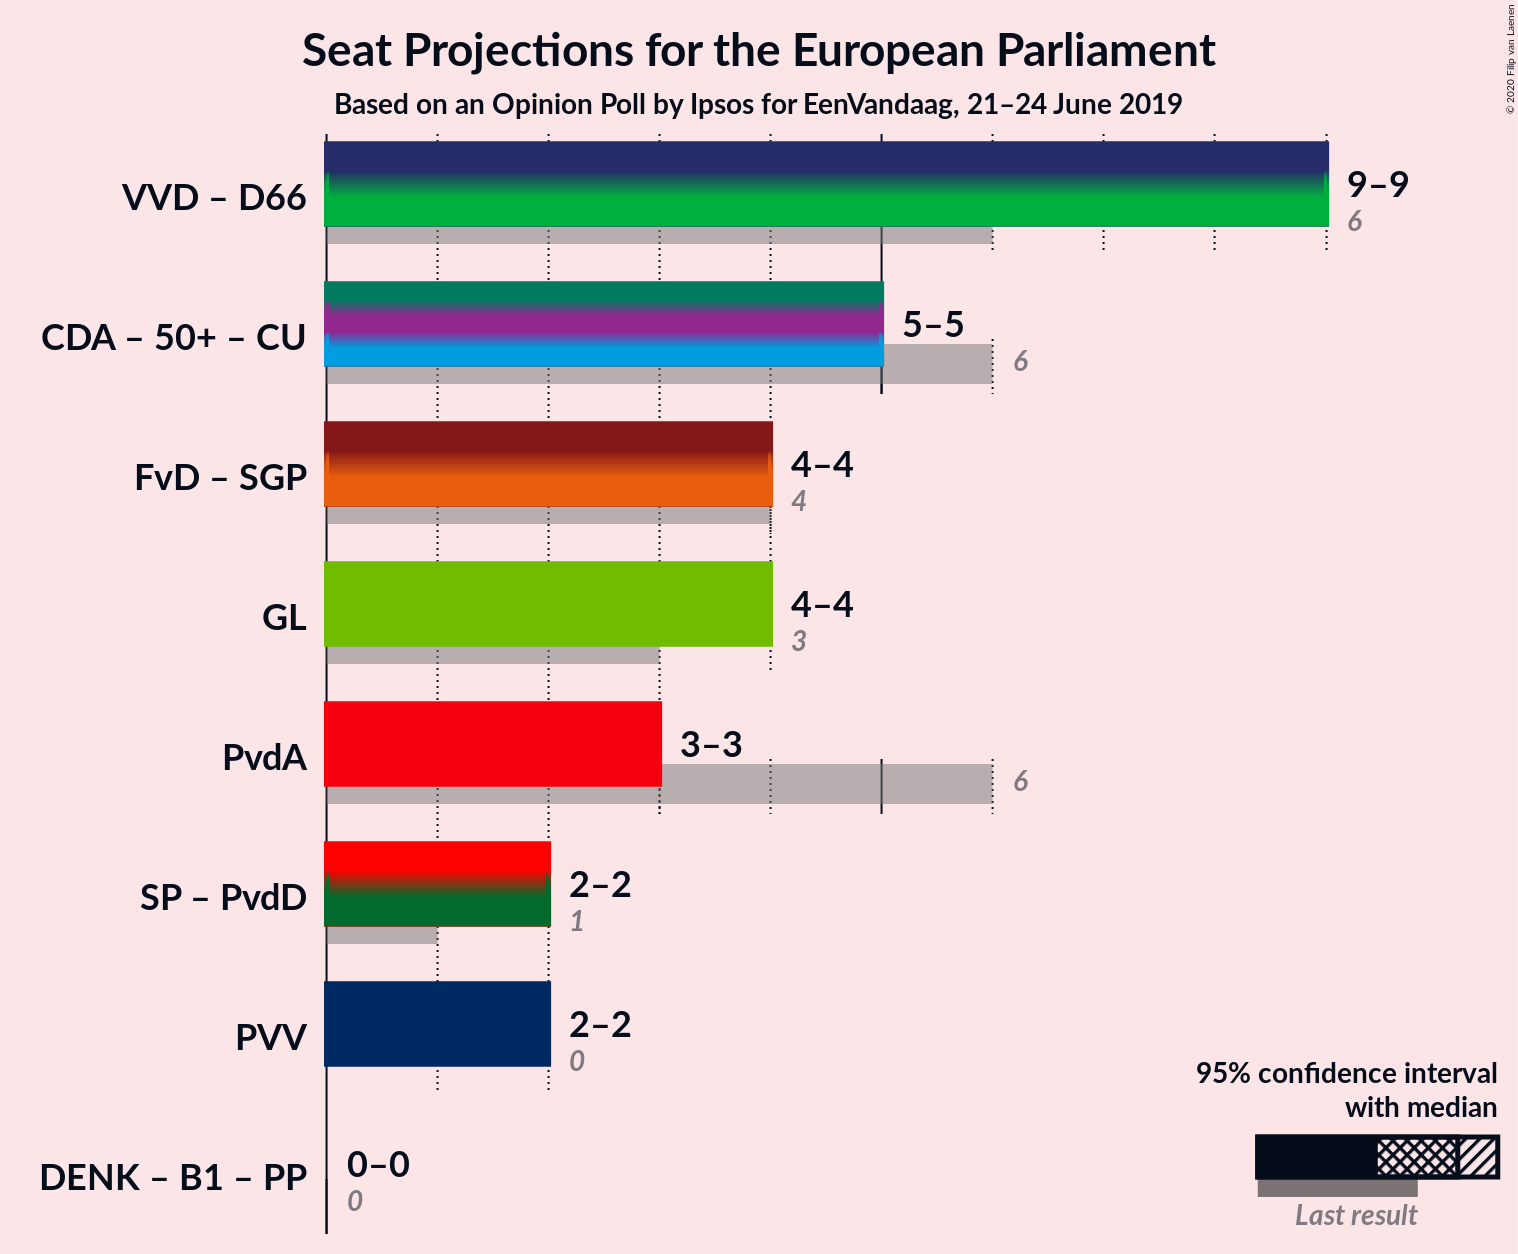 Seat Projections for the European Parliament
Based on an Opinion Poll by Ipsos for EenVandaag, 21–24 June 2019
© 2020 Filip van Laenen
VVD – D66
9–9
6
CDA – 50+ – CU
5–5
6
FvD – SGP
4–4
4
GL
4–4
3
PvdA
3–3
6
SP – PvdD
2–2
1
PVV
2–2
0
DENK – B1 – PP
0–0
0
95% confidence interval
with median
Last result